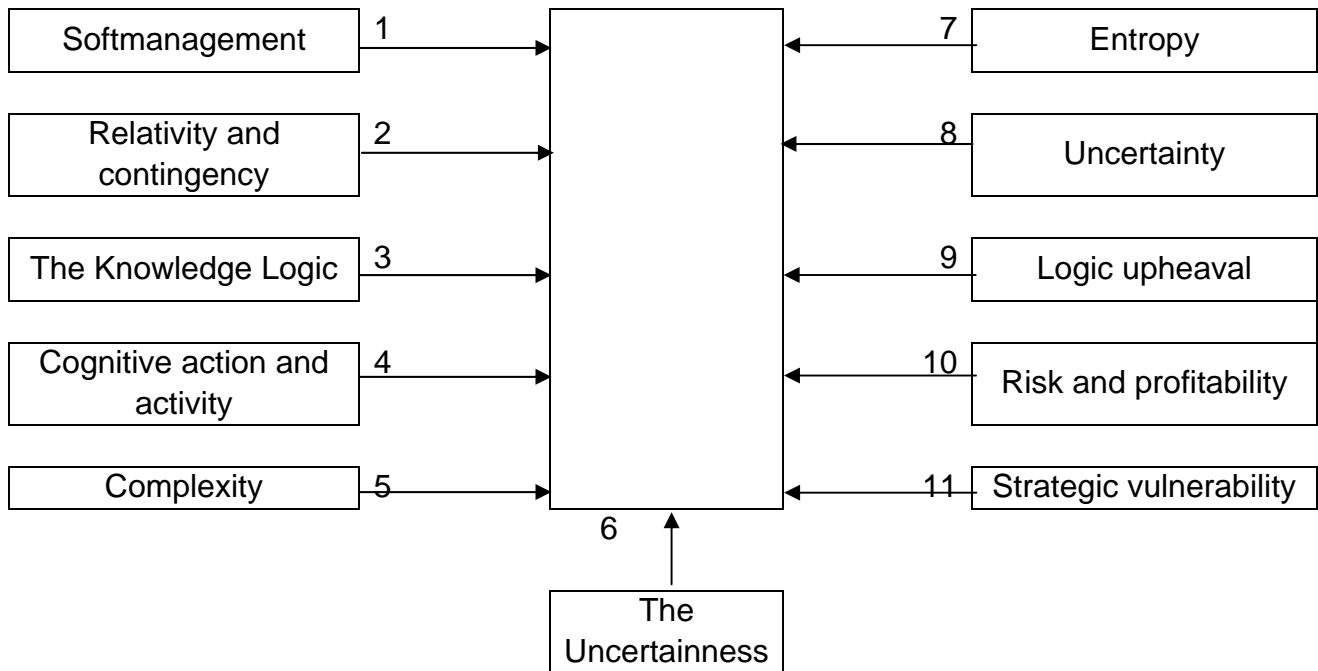 Softmanagement
1
Relativity and
contingency
2
The Knowledge Logic
3
Cognitive action and
activity
4
Complexity
5
6
The
Uncertainness
7
Entropy
8
Uncertainty
9
Logic upheaval
10
Risk and profitability
11
Strategic vulnerability